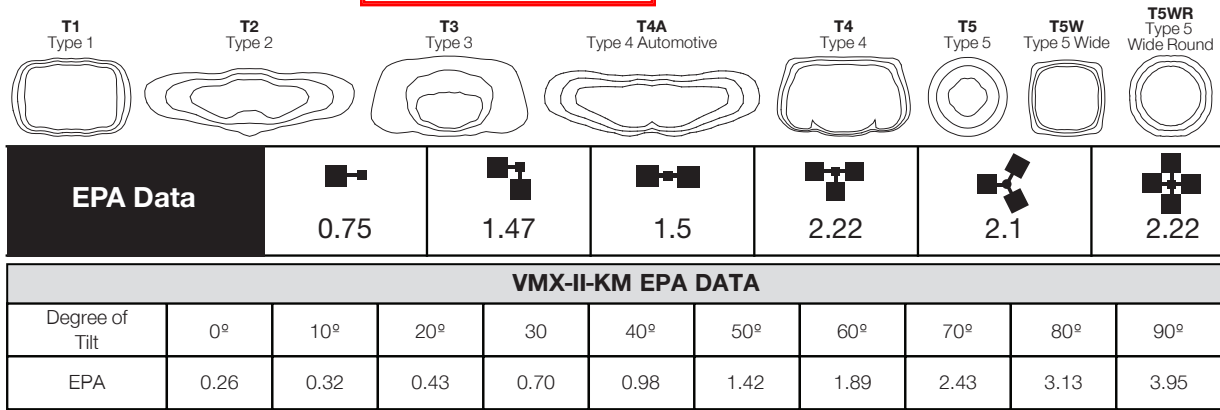 T1 T2 T3 T4A T4 T5 T5W T5WR
Type 1 Type 2 Type 3 Type 4 Automotive Type 4 Type 5 Type 5 Wide Type 5
Wide Round
EPA Data
0.75 1.47 1.5 2.22 2.1 2.22
VMX-II-KM EPA DATA
Degree of
Tilt 0º 10º 20º 30 40º 50º 60º 70º 80º 90º
EPA 0.26 0.32 0.43 0.70 0.98 1.42 1.89 2.43 3.13 3.95